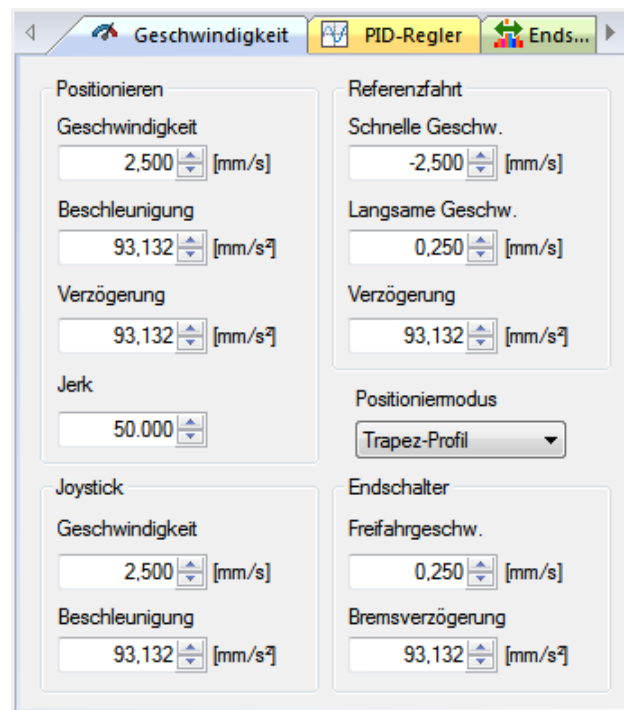 Geschwindigkeit PID-Regler Ends...
Positionieren
Geschwindigkeit
2,500 [mm/s]
Beschleunigung
93,132 [mm/s²]
Verzögerung
93,132 [mm/s²]
Jerk
50.000
Referenzfahrt
Schnelle Geschw.
-2,500 [mm/s]
Langsame Geschw.
0,250 [mm/s]
Verzögerung
93,132 [mm/s²]
Positioniermodus
Trapez-Profil
Joystick
Geschwindigkeit
2,500 [mm/s]
Beschleunigung
93,132 [mm/s²]
Endschalter
Freifahrgeschw.
0,250 [mm/s]
Bremsverzögerung
93,132 [mm/s²]